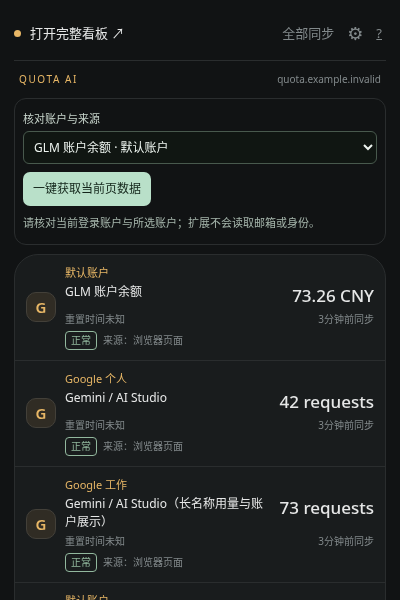 打开完整看板 ↗
全部同步 ⚙ ?
QUOTA AI
quota.example.invalid
核对账户与来源
GLM 账户余额 · 默认账户
一键获取当前页数据
请核对当前登录账户与所选账户；扩展不会读取邮箱或身份。
默认账户
G
GLM 账户余额
73.26 CNY
重置时间未知
3分钟前同步
正常 来源：浏览器页面
Google 个人
G
Gemini / AI Studio
42 requests
重置时间未知
3分钟前同步
正常 来源：浏览器页面
Google 工作
G
Gemini / AI Studio（长名称用量与账
户展示）
73 requests
重置时间未知
3分钟前同步
正常 来源：浏览器页面
默认账户